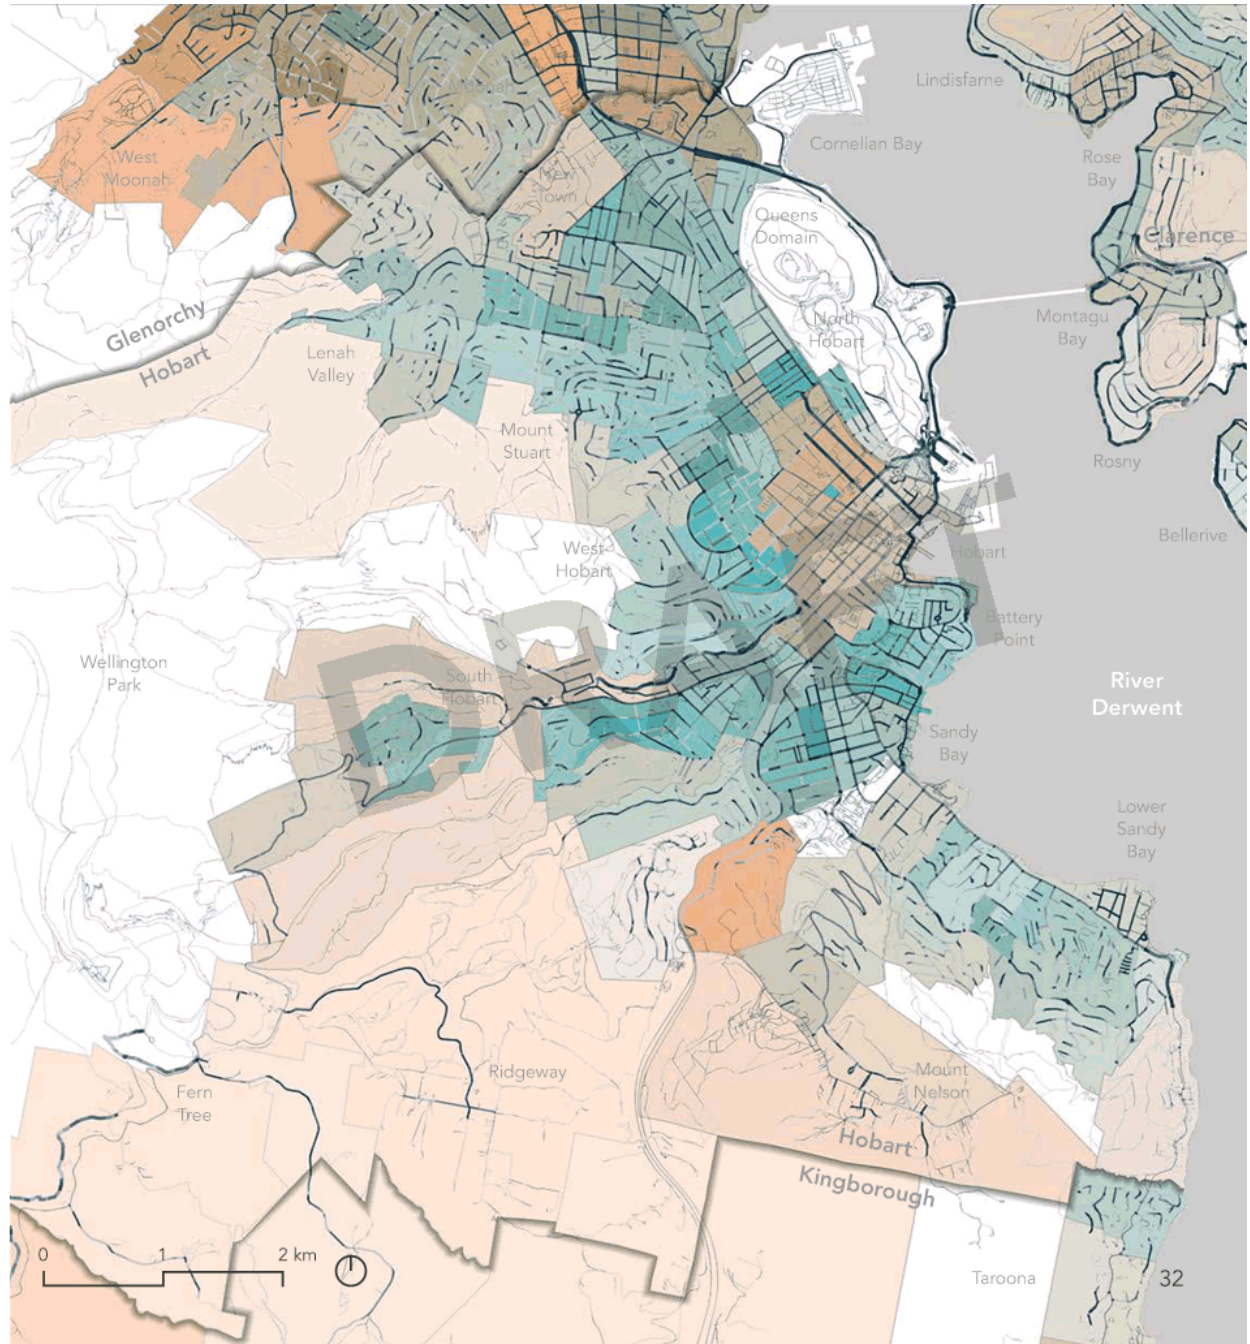 Lindisfarne
Moonah
Cornelian Bay
West
Moonah
Rose
Bay
New
Town
Queens
Domain
Clarence
Glenorchy
Hobart
North
Hobart
Montagu
Bay
Lenah
Valley
Mount
Stuart
Rosny
Bellerive
West
Hobart
Hobart
DRAFT
Battery
Point
Wellington
Park
South
Hobart
River
Derwent
Sandy
Bay
Lower
Sandy
Bay
Ridgeway
Fern
Tree
Mount
Nelson
Hobart
Kingborough
0 1 2 km
Taroona
32